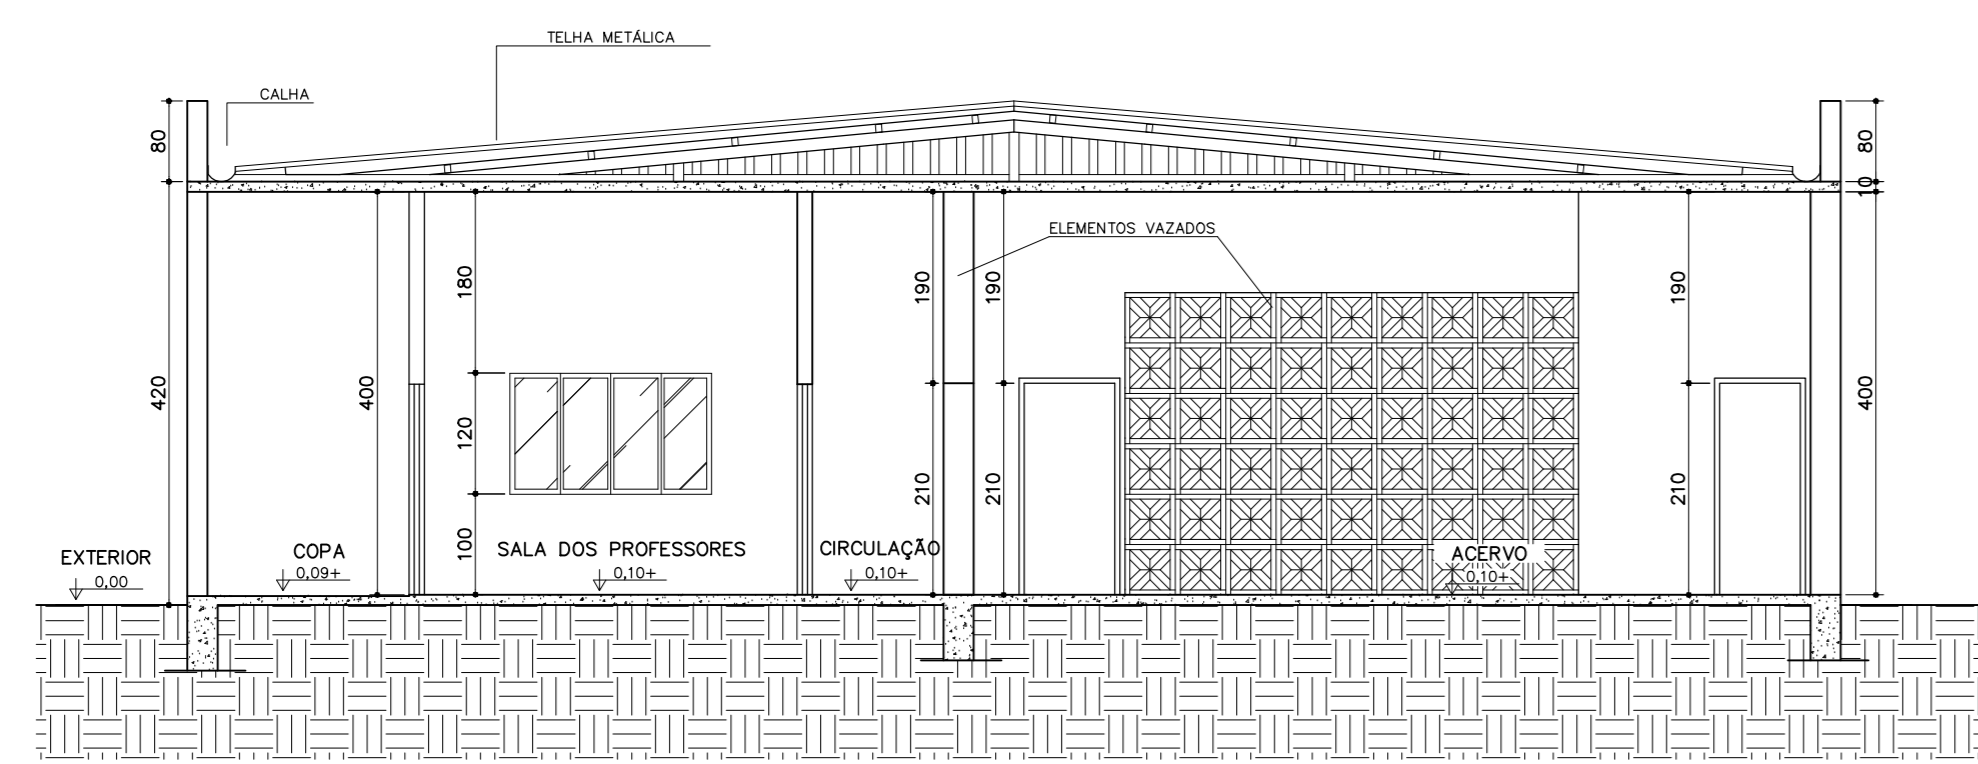 TELHA METÁLICA
CALHA
80
80
10
ELEMENTOS VAZADOS
180
190
190
190
420
400
400
120
210
210
210
100
EXTERIOR
0,00
COPA
0,09+
SALA DOS PROFESSORES
0,10+
CIRCULAÇÃO
0,10+
ACERVO
0,10+